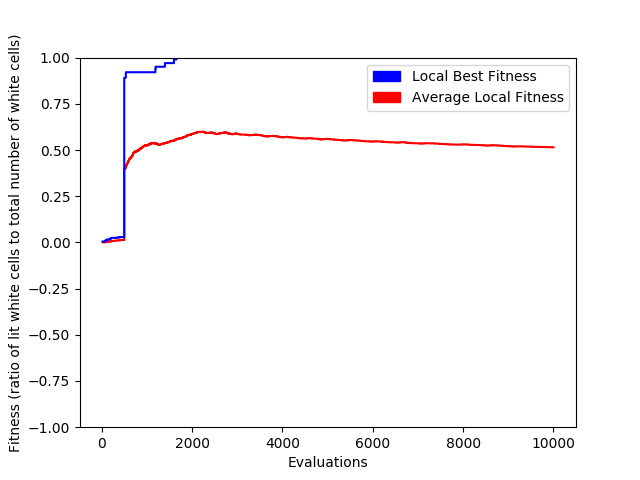 Fitness (ratio of lit white cells to total number of white cells)
1.00
0.75
0.50
0.25
0.00
−0.25
−0.50
−0.75
−1.00
Local Best Fitness
Average Local Fitness
0 2000 4000 6000 8000 10000
Evaluations